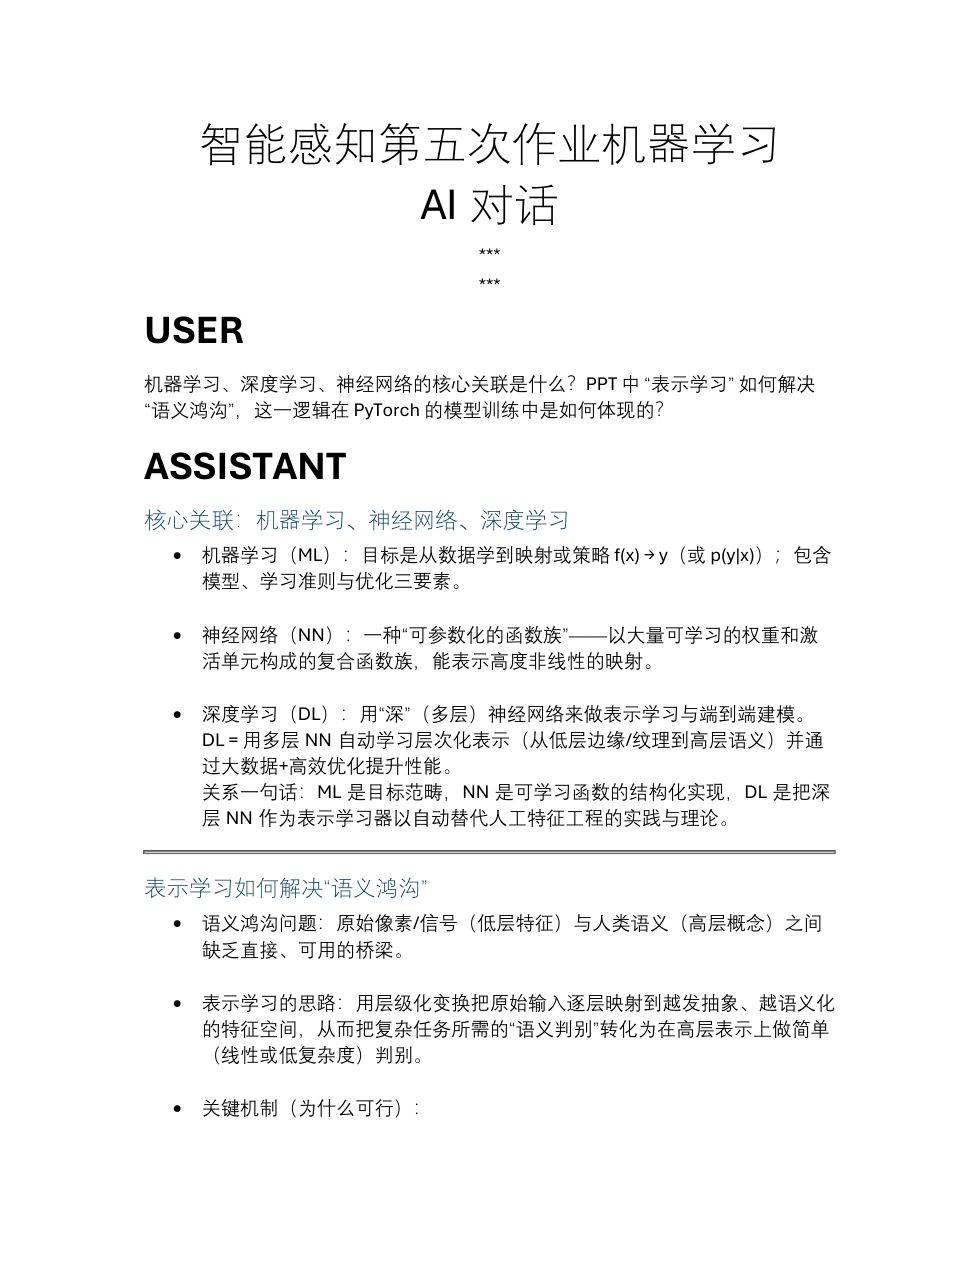 智能感知第五次作业机器学习
AI 对话
***
***
USER
机器学习、深度学习、神经网络的核心关联是什么？PPT 中 “表示学习” 如何解决
“语义鸿沟”，这一逻辑在 PyTorch 的模型训练中是如何体现的？
ASSISTANT
核心关联：机器学习、神经网络、深度学习
• 机器学习（ML）：目标是从数据学到映射或策略 f(x) → y（或 p(y|x)）；包含
模型、学习准则与优化三要素。
• 神经网络（NN）：一种“可参数化的函数族”——以大量可学习的权重和激
活单元构成的复合函数族，能表示高度非线性的映射。
• 深度学习（DL）：用“深”（多层）神经网络来做表示学习与端到端建模。
DL = 用多层 NN 自动学习层次化表示（从低层边缘/纹理到高层语义）并通
过大数据+高效优化提升性能。
关系一句话：ML 是目标范畴，NN 是可学习函数的结构化实现，DL 是把深
层 NN 作为表示学习器以自动替代人工特征工程的实践与理论。
表示学习如何解决“语义鸿沟”
• 语义鸿沟问题：原始像素/信号（低层特征）与人类语义（高层概念）之间
缺乏直接、可用的桥梁。
• 表示学习的思路：用层级化变换把原始输入逐层映射到越发抽象、越语义化
的特征空间，从而把复杂任务所需的“语义判别”转化为在高层表示上做简单
（线性或低复杂度）判别。
• 关键机制（为什么可行）：